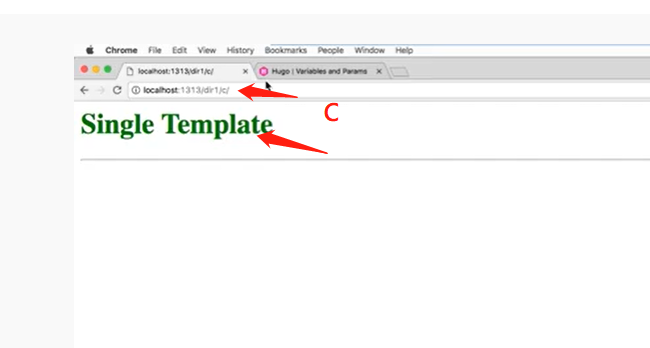 Chrome File Edit View History Bookmarks People Window Help
localhost:1313/dir1/c/ × Hugo | Variables and Params ×
localhost:1313/dir1/c/
C
Single Template